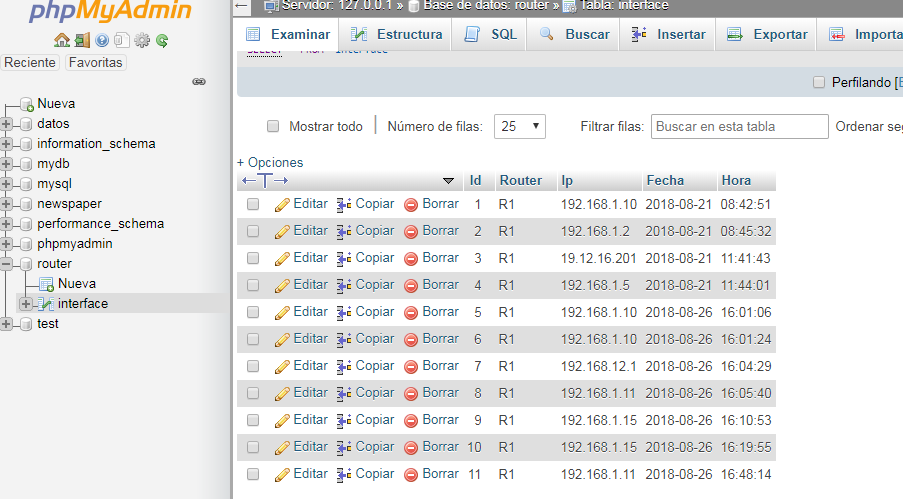 phpMyAdmin
Reciente Favoritas
Nueva
datos
information_schema
mydb
mysql
newspaper
performance_schema
phpmyadmin
router
Nueva
interface
test
Servidor: 127.0.0.1 » Base de datos: router » Tabla: interface
Examinar Estructura SQL Buscar Insertar Exportar Importa
Perfilando [
Mostrar todo Número de filas: 25 Filtrar filas: Buscar en esta tabla Ordenar seg
+ Opciones
Id Router Ip Fecha Hora
Editar Copiar Borrar 1 R1 192.168.1.10 2018-08-21 08:42:51
Editar Copiar Borrar 2 R1 192.168.1.2 2018-08-21 08:45:32
Editar Copiar Borrar 3 R1 19.12.16.201 2018-08-21 11:41:43
Editar Copiar Borrar 4 R1 192.168.1.5 2018-08-21 11:44:01
Editar Copiar Borrar 5 R1 192.168.1.10 2018-08-26 16:01:06
Editar Copiar Borrar 6 R1 192.168.1.10 2018-08-26 16:01:24
Editar Copiar Borrar 7 R1 192.168.12.1 2018-08-26 16:04:29
Editar Copiar Borrar 8 R1 192.168.1.11 2018-08-26 16:05:40
Editar Copiar Borrar 9 R1 192.168.1.15 2018-08-26 16:10:53
Editar Copiar Borrar 10 R1 192.168.1.15 2018-08-26 16:19:55
Editar Copiar Borrar 11 R1 192.168.1.11 2018-08-26 16:48:14